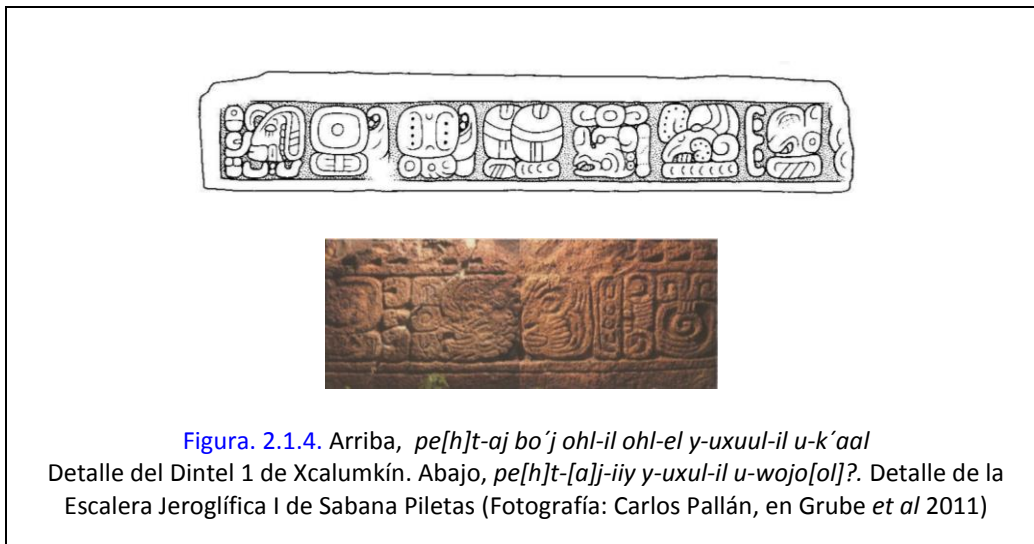 Figura. 2.1.4. Arriba, pe[h]t-aj bo´j ohl-il ohl-el y-uxuul-il u-k´aal
Detalle del Dintel 1 de Xcalumkín. Abajo, pe[h]t-[a]j-iiy y-uxul-il u-wojo[ol]?. Detalle de la
Escalera Jeroglífica I de Sabana Piletas (Fotografía: Carlos Pallán, en Grube et al 2011)